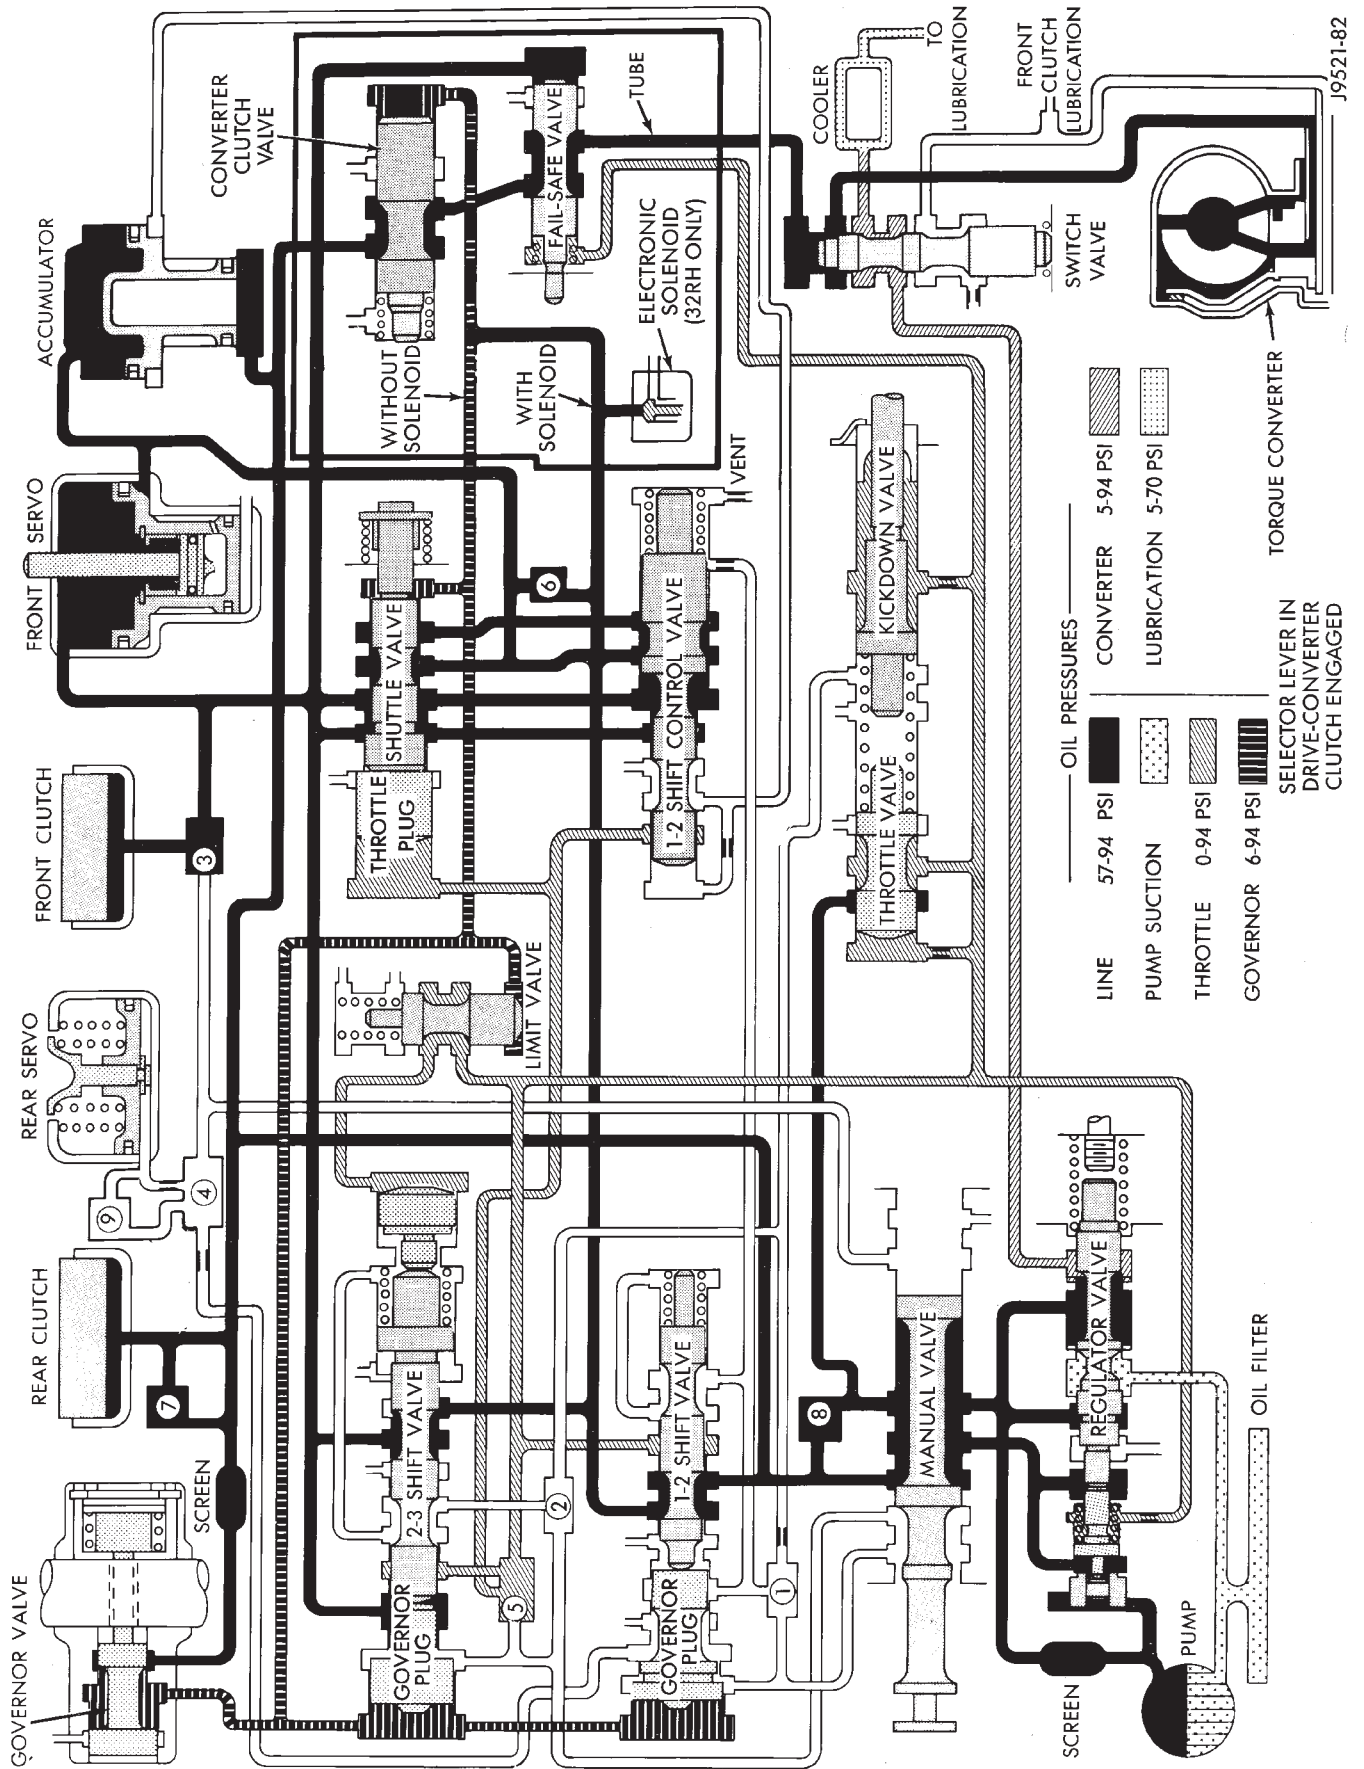 GOVERNOR VALVE
REAR CLUTCH
REAR SERVO
FRONT CLUTCH
FRONT SERVO
ACCUMULATOR
CONVERTER
CLUTCH
VALVE
SCREEN
7
9
4
3
GOVERNOR
PLUG
2-3 SHIFT VALVE
LIMIT VALVE
THROTTLE
PLUG
SHUTTLE VALVE
WITHOUT
SOLENOID
WITH
SOLENOID
FAIL-SAFE VALVE
TUBE
ELECTRONIC
SOLENOID
(32RH ONLY)
5
2
6
GOVERNOR
PLUG
1-2 SHIFT VALVE
1-2 SHIFT CONTROL VALVE
VENT
1
8
MANUAL VALVE
THROTTLE VALVE
KICKDOWN VALVE
COOLER
TO
LUBRICATION
FRONT
CLUTCH
LUBRICATION
SWITCH
VALVE
SCREEN
PUMP
REGULATOR VALVE
OIL FILTER
OIL PRESSURES
LINE 57-94 PSI
PUMP SUCTION
THROTTLE 0-94 PSI
GOVERNOR 6-94 PSI
CONVERTER 5-94 PSI
LUBRICATION 5-70 PSI
SELECTOR LEVER IN
DRIVE-CONVERTER
CLUTCH ENGAGED
TORQUE CONVERTER
J9521-82